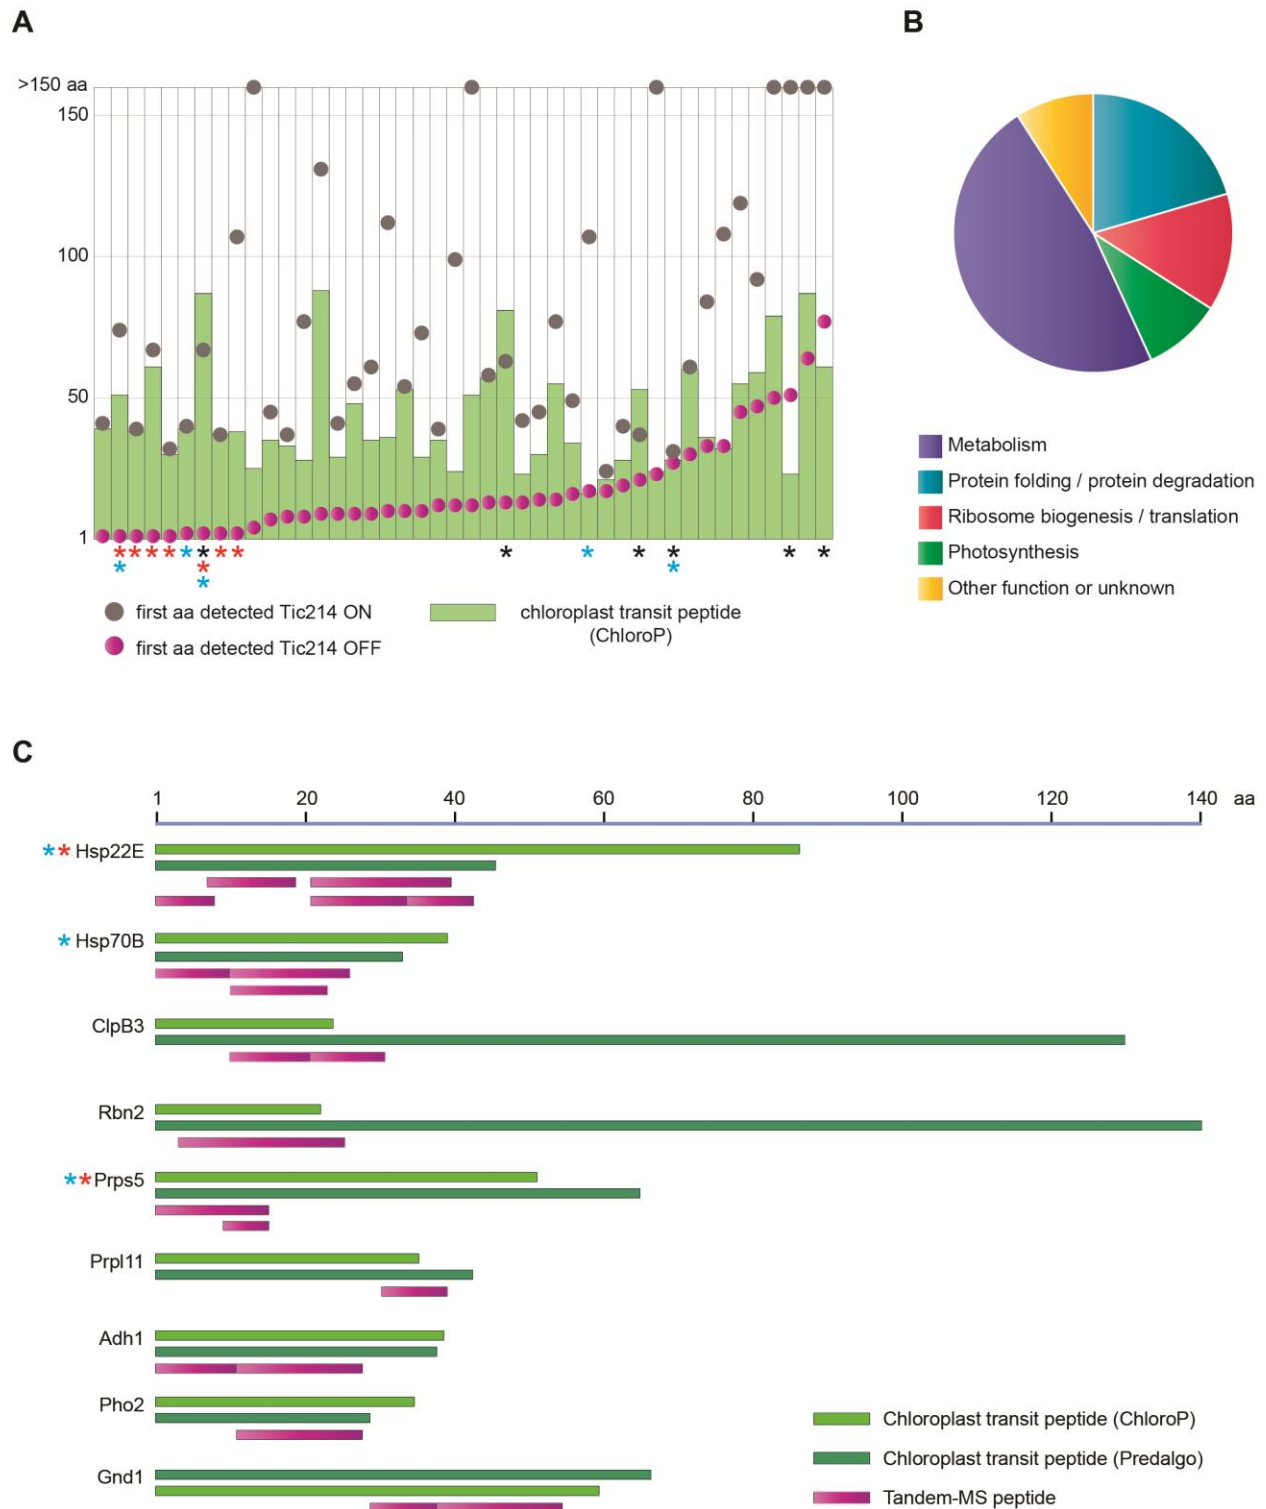 A
B
>150 aa
150
100
50
1
* * * * * * * * * * * * * * *
* * *
*
first aa detected Tic214 ON
first aa detected Tic214 OFF
chloroplast transit peptide
(ChloroP)
Metabolism
Protein folding / protein degradation
Ribosome biogenesis / translation
Photosynthesis
Other function or unknown
C
1 20 40 60 80 100 120 140 aa
**Hsp22E
*Hsp70B
ClpB3
Rbn2
**Prps5
Prpl11
Adh1
Pho2
Gnd1
Chloroplast transit peptide (ChloroP)
Chloroplast transit peptide (Predalgo)
Tandem-MS peptide